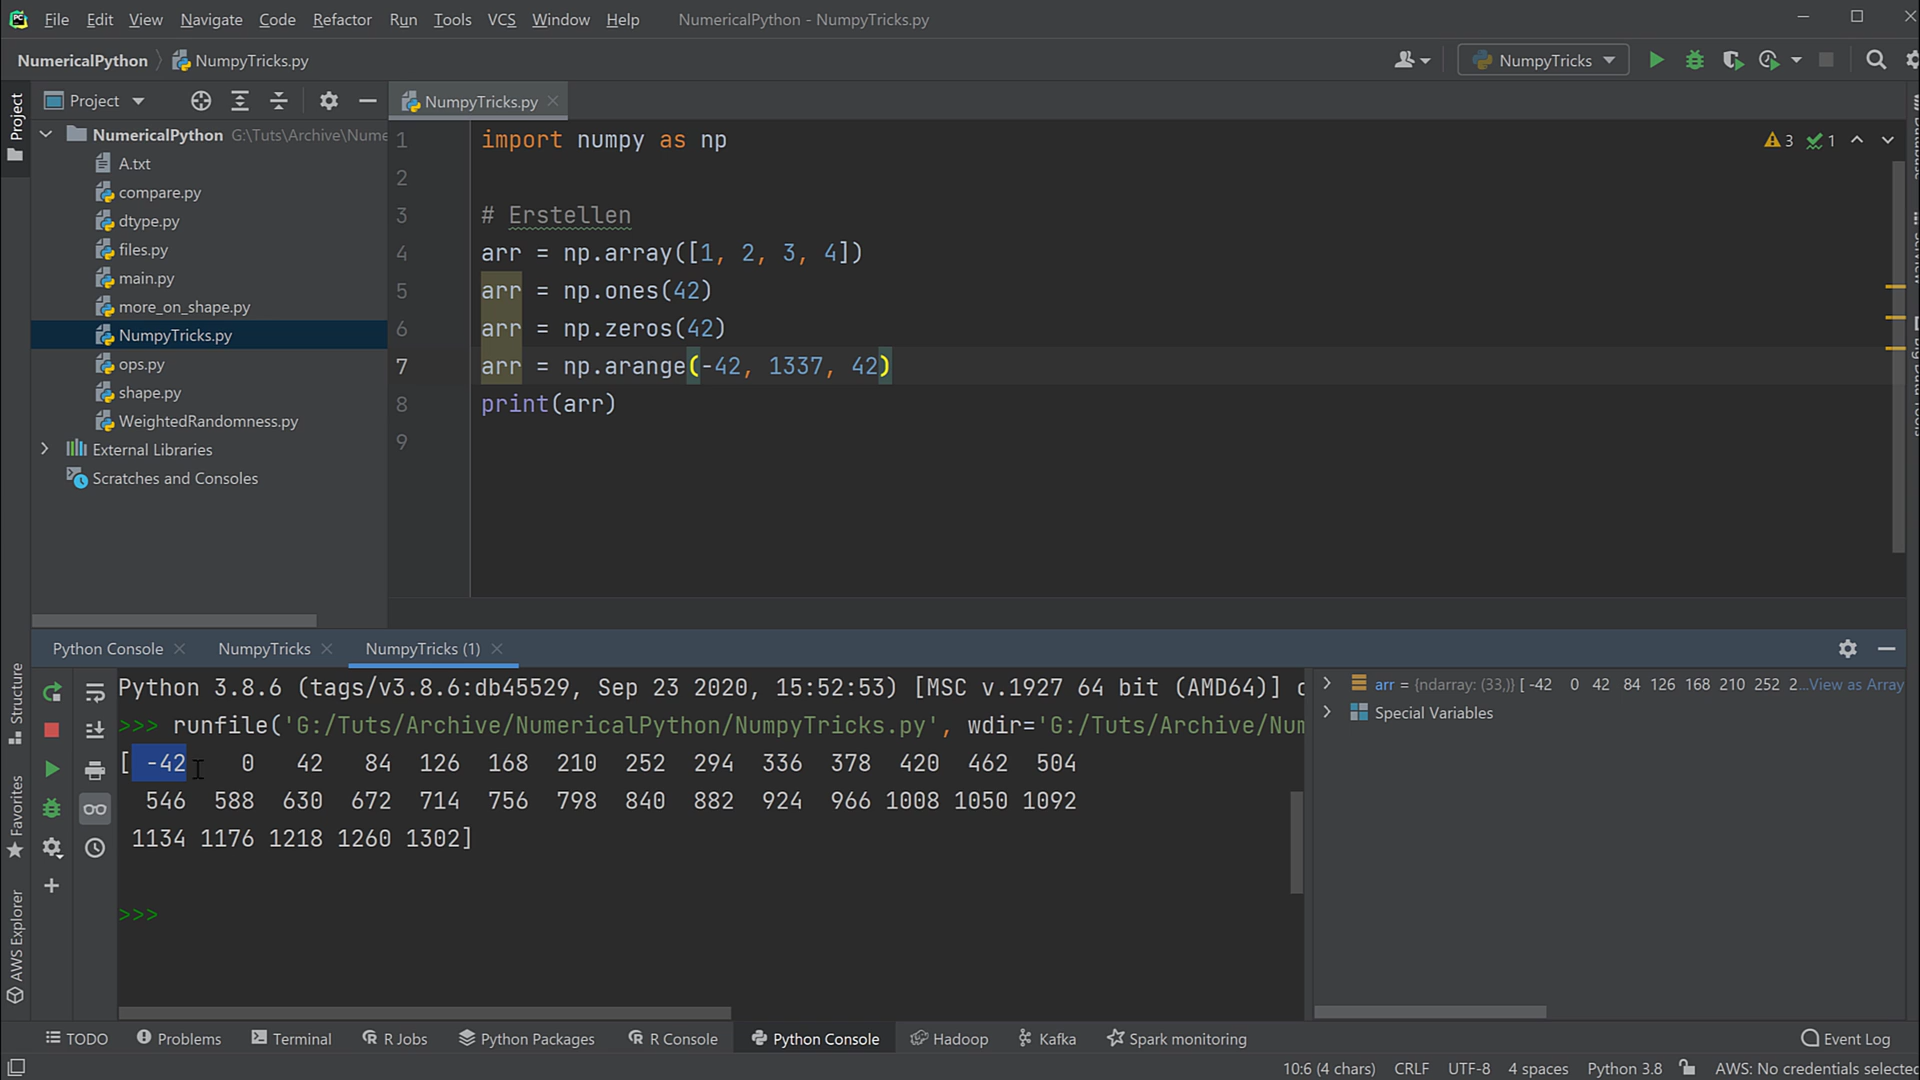 File Edit View Navigate Code Refactor Run Tools VCS Window Help NumericalPython - NumpyTricks.py
NumericalPython NumpyTricks.py NumpyTricks
Project Project NumpyTricks.py
NumericalPython G:\Tuts\Archive\Nume
A.txt
compare.py
dtype.py
files.py
main.py
more_on_shape.py
NumpyTricks.py
ops.py
shape.py
WeightedRandomness.py
External Libraries
Scratches and Consoles
1 import numpy as np
3 1
2
3 # Erstellen
4 arr = np.array([1, 2, 3, 4])
5 arr = np.ones(42)
6 arr = np.zeros(42)
7 arr = np.arange(-42, 1337, 42)
8 print(arr)
9
Python Console NumpyTricks NumpyTricks (1)
Python 3.8.6 (tags/v3.8.6:db45529, Sep 23 2020, 15:52:53) [MSC v.1927 64 bit (AMD64)]
>>> runfile('G:/Tuts/Archive/NumericalPython/NumpyTricks.py', wdir='G:/Tuts/Archive/Num
[ -42 0 42 84 126 168 210 252 294 336 378 420 462 504
546 588 630 672 714 756 798 840 882 924 966 1008 1050 1092
1134 1176 1218 1260 1302]
>>>
arr = {ndarray: (33,)} [ -42 0 42 84 126 168 210 252 2...View as Array
Special Variables
Structure
Favorites
AWS Explorer
TODO Problems Terminal R Jobs Python Packages R Console Python Console Hadoop Kafka Spark monitoring Event Log
10:6 (4 chars) CRLF UTF-8 4 spaces Python 3.8 AWS: No credentials selected